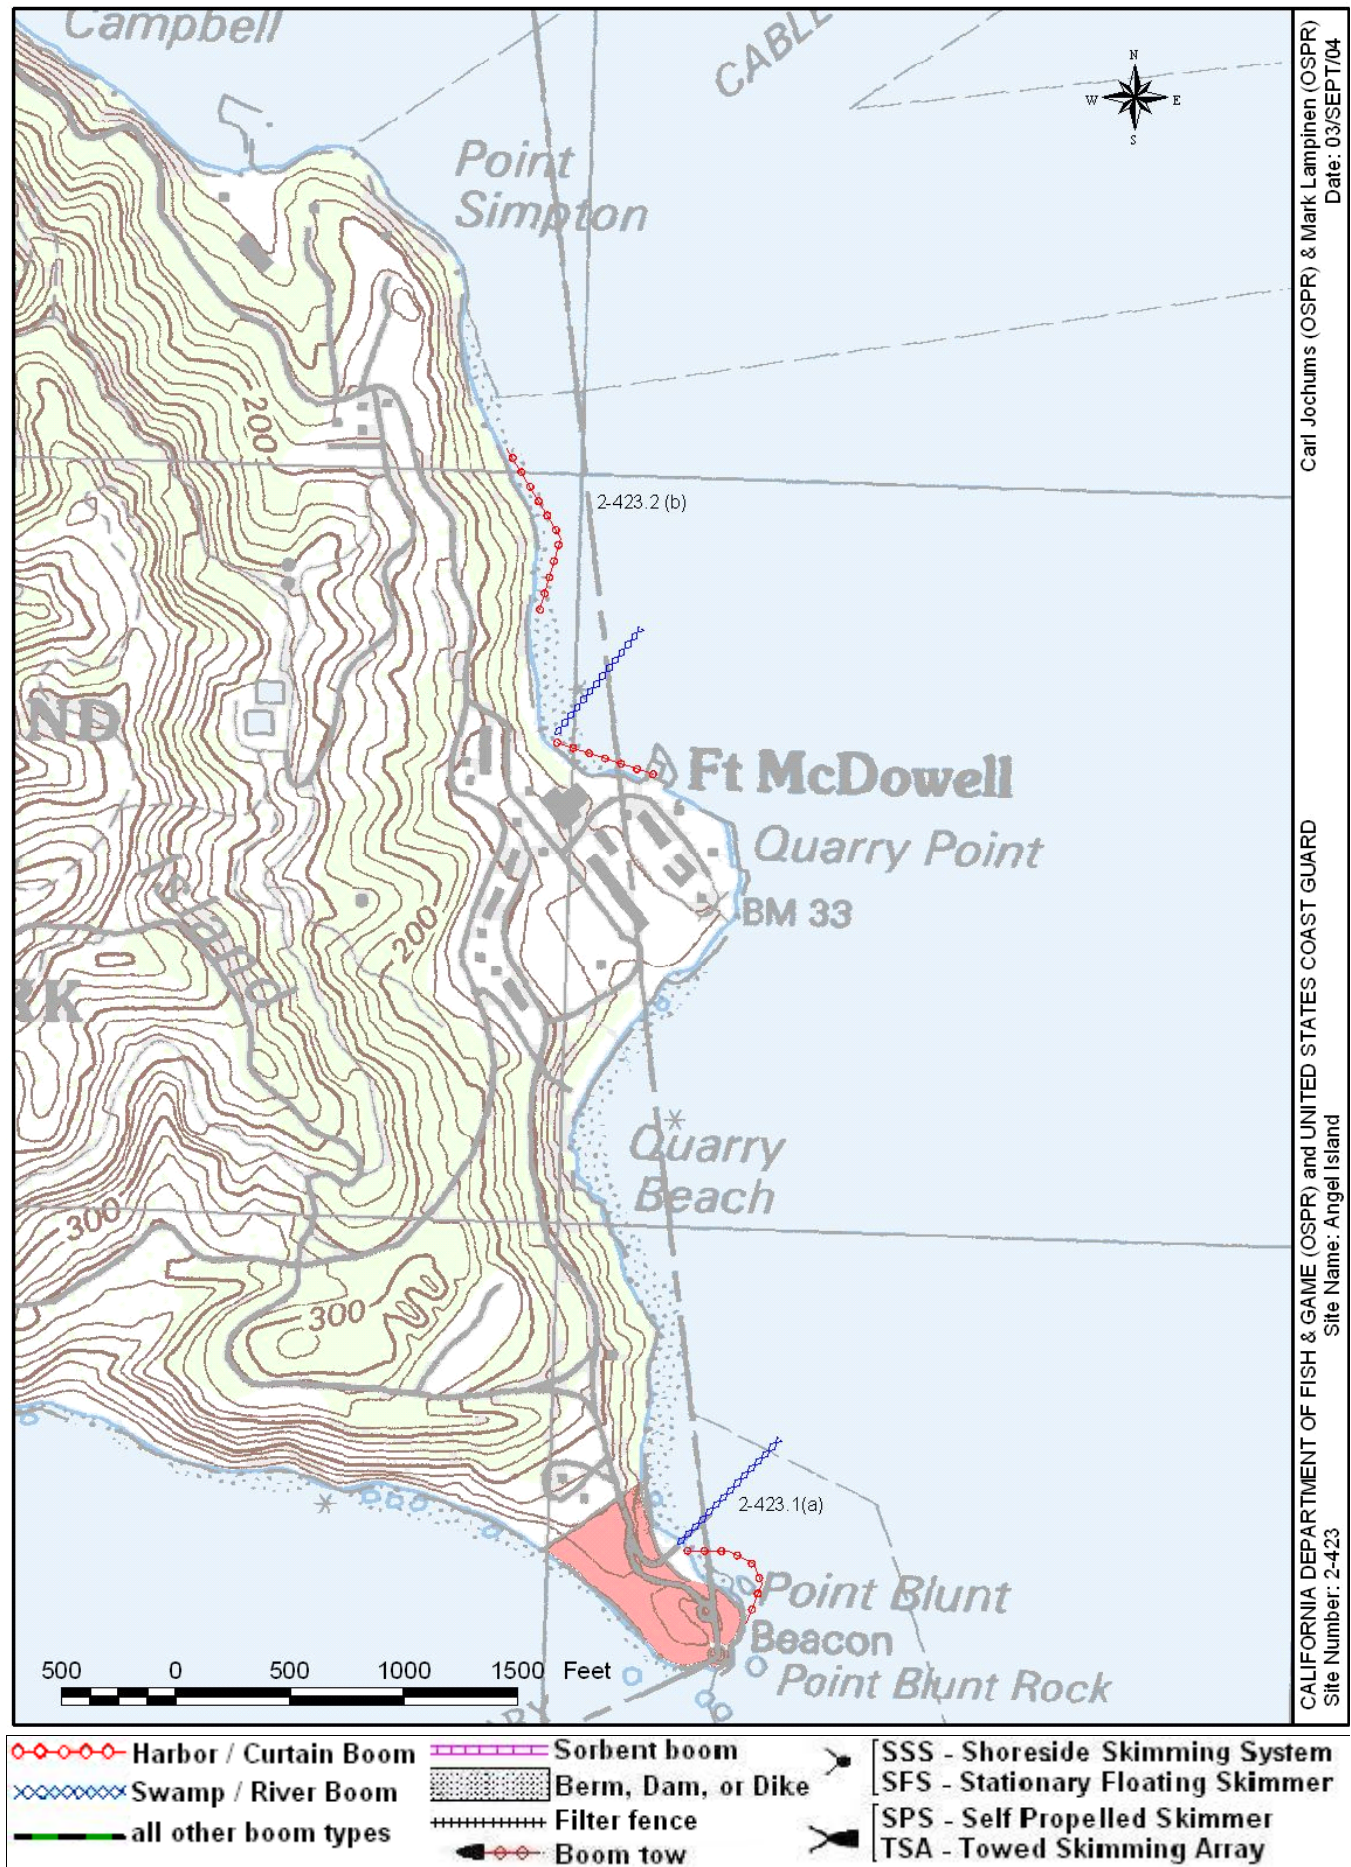 Campbell
CABLE
N
W
E
S
Point
Simpton
200
2-423.2 (b)
ND
Ft McDowell
Quarry Point
BM 33
Island
200
RK
Quarry
Beach
300
300
2-423.1(a)
Point Blunt
Beacon
Point Blunt Rock
500 0 500 1000 1500 Feet
Carl Jochums (OSPR) & Mark Lampinen (OSPR)
Date: 03/SEPT/04
CALIFORNIA DEPARTMENT OF FISH & GAME (OSPR) and UNITED STATES COAST GUARD
Site Number: 2-423 Site Name: Angel Island
Harbor / Curtain Boom
Swamp / River Boom
all other boom types
Sorbent boom
Berm, Dam, or Dike
Filter fence
Boom tow
SSS - Shoreside Skimming System
SFS - Stationary Floating Skimmer
SPS - Self Propelled Skimmer
TSA - Towed Skimming Array